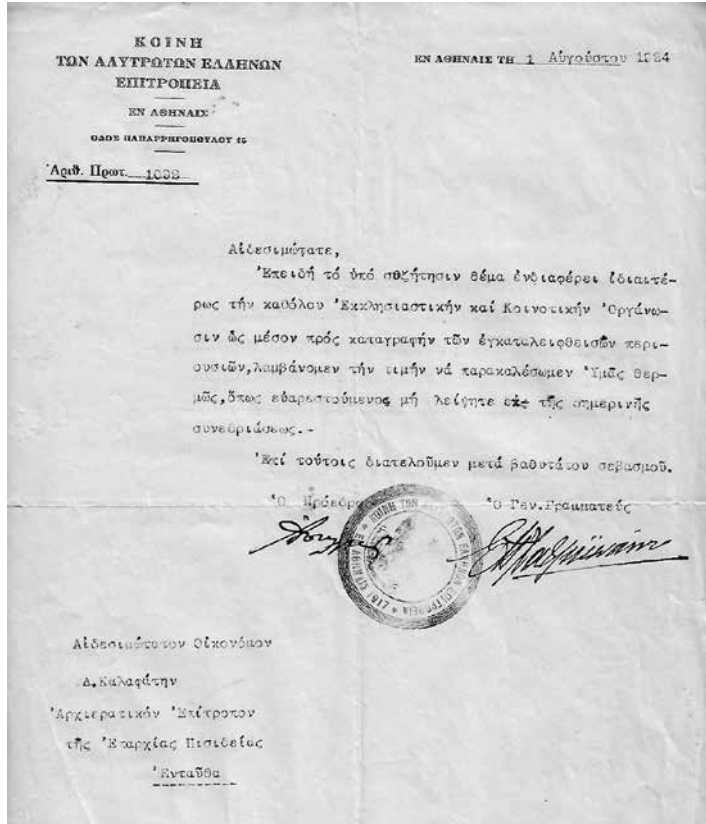 ΚΟΙΝΗ
ΤΩΝ ΑΛΥΤΡΩΤΩΝ ΕΛΛΗΝΩΝ
ΕΠΙΤΡΟΠΕΙΑ
ΕΝ ΑΘΗΝΑΙΣ
ΟΔΟΣ ΠΑΠΑΡΡΗΓΟΠΟΥΛΟΥ 15
Ἀριθ. Πρωτ. 1098
ΕΝ ΑΘΗΝΑΙΣ ΤΗ 1 Αὐγούστου 1924
Αἰδεσιμώτατε,
Ἐπειδή τό ὑπό συζήτησιν θέμα ἐνδιαφέρει ἰδιαιτέ-
ρως τήν καθόλου Ἐκκλησιαστικήν καί Κοινοτικήν Ὀργάνω-
σιν ὡς μέσον πρός καταγραφήν τῶν ἐγκαταλειφθεισῶν περι-
ουσιῶν,λαμβάνομεν τήν τιμήν νά παρακαλέσωμεν Ὑμᾶς θερ-
μῶς,ὅπως εὐαρεστούμενος μή λείψητε τῆς σημερινῆς
συνεδριάσεως.-
Ἐπί τούτοις διατελοῦμεν μετά βαθυτάτου σεβασμοῦ.
Ὁ Πρόεδρος Ὁ Γεν.Γραμματεύς
Αἰδεσιμώτατον Οἰκονόμον
Δ.Καλαφάτην
Ἀρχιερατικόν Ἐπίτροπον
τῆς Ἐπαρχίας Πισιδείας
Ἐνταῦθα